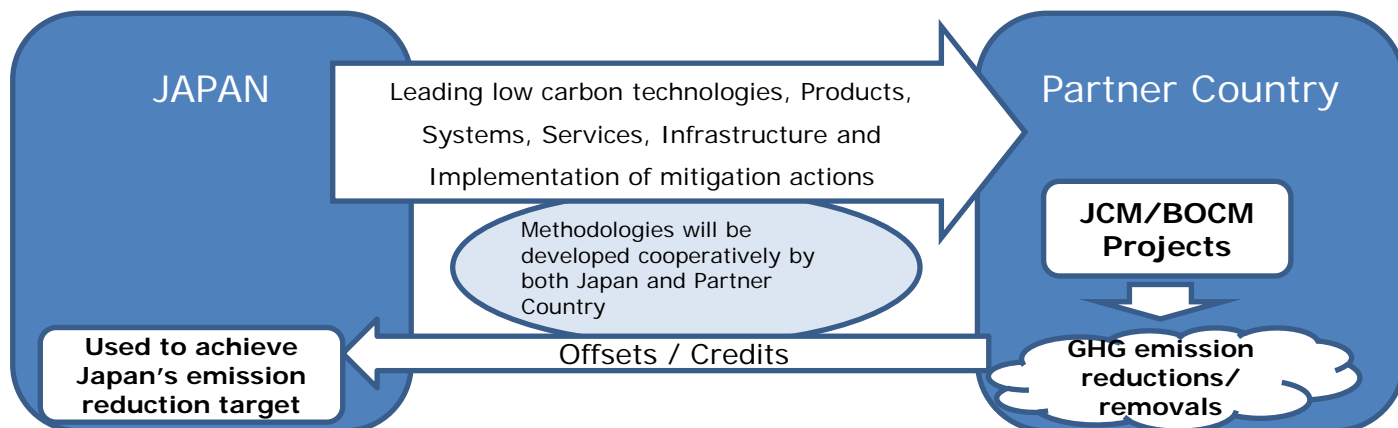 JAPAN
Leading low carbon technologies, Products,
Systems, Services, Infrastructure and
Implementation of mitigation actions
Partner Country
JCM/BOCM
Projects
Methodologies will be
developed cooperatively by
both Japan and Partner
Country
Offsets / Credits
Used to achieve
Japan’s emission
reduction target
GHG emission
reductions/
removals